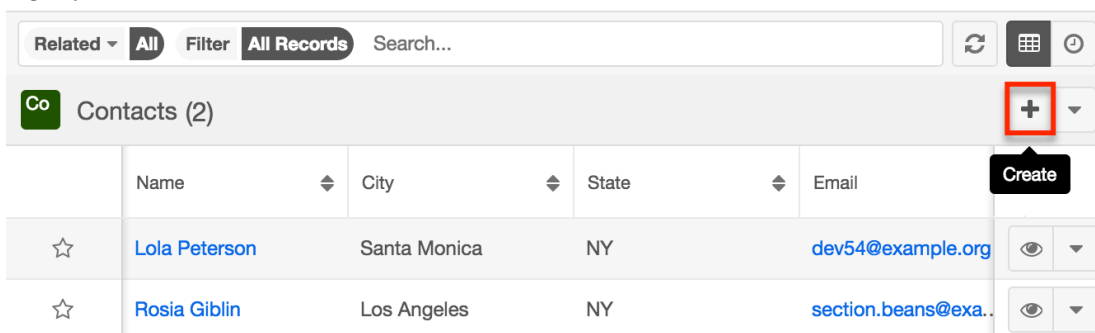 Related All Filter All Records Search...
Co Contacts (2)
Create
Name City State Email
Lola Peterson Santa Monica NY dev54@example.org
Rosia Giblin Los Angeles NY section.beans@exa..